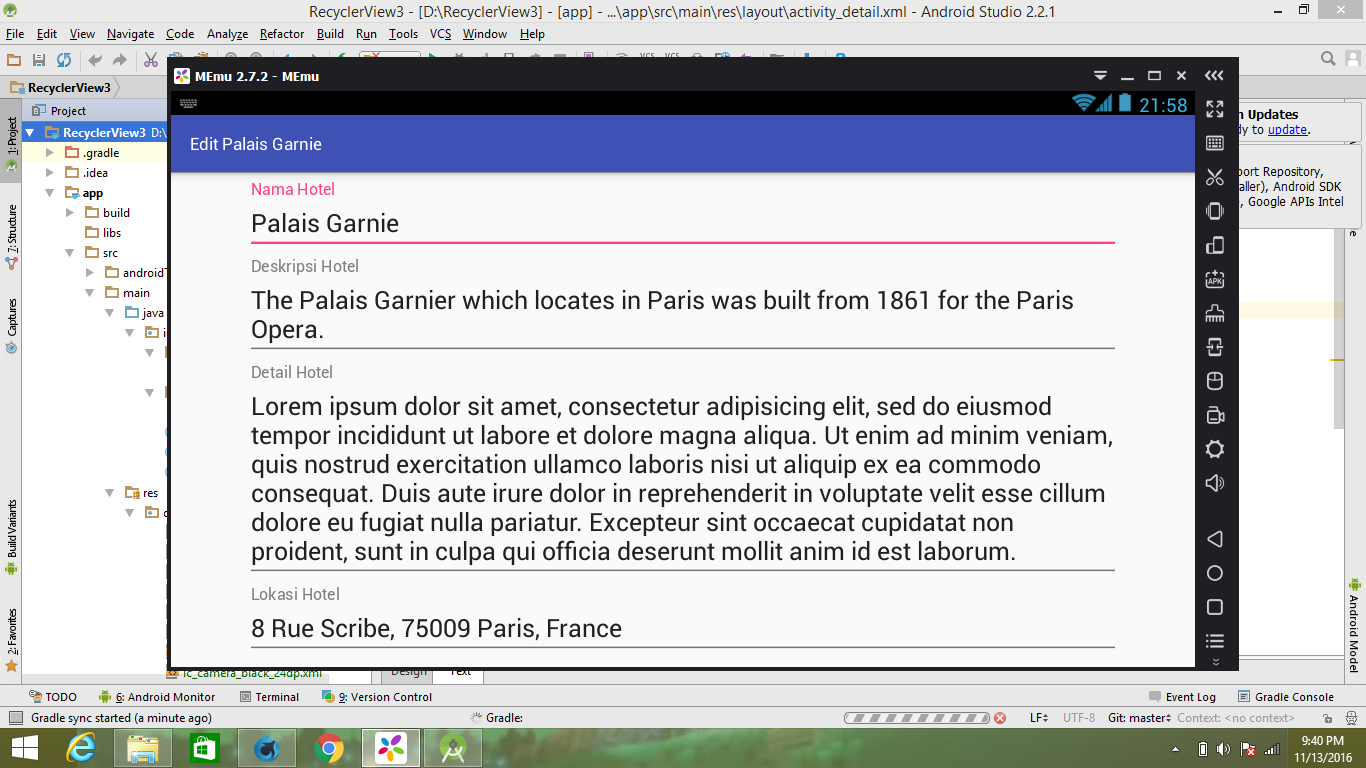 RecyclerView3 - [D:\RecyclerView3] - [app] - ...\app\src\main\res\layout\activity_detail.xml - Android Studio 2.2.1
File Edit View Navigate Code Analyze Refactor Build Run Tools VCS Window Help
RecyclerView3
Project
RecyclerView3 D:\
.gradle
.idea
app
build
libs
src
main
java
res
ic_camera_black_24dp.xml
1: Project
7: Structure
Captures
Build Variants
2: Favorites
MEmu 2.7.2 - MEmu
21:58
Edit Palais Garnie
Nama Hotel
Palais Garnie
Deskripsi Hotel
The Palais Garnier which locates in Paris was built from 1861 for the Paris
Opera.
Detail Hotel
Lorem ipsum dolor sit amet, consectetur adipisicing elit, sed do eiusmod
tempor incididunt ut labore et dolore magna aliqua. Ut enim ad minim veniam,
quis nostrud exercitation ullamco laboris nisi ut aliquip ex ea commodo
consequat. Duis aute irure dolor in reprehenderit in voluptate velit esse cillum
dolore eu fugiat nulla pariatur. Excepteur sint occaecat cupidatat non
proident, sunt in culpa qui officia deserunt mollit anim id est laborum.
Lokasi Hotel
8 Rue Scribe, 75009 Paris, France
APK
Updates
to update.
Repository,
Android SDK
Google APIs Intel
Android Model
Design Text
TODO 6: Android Monitor Terminal 9: Version Control Event Log Gradle Console
Gradle sync started (a minute ago) Gradle: LF UTF-8 Git: master Context: <no context>
9:40 PM
11/13/2016